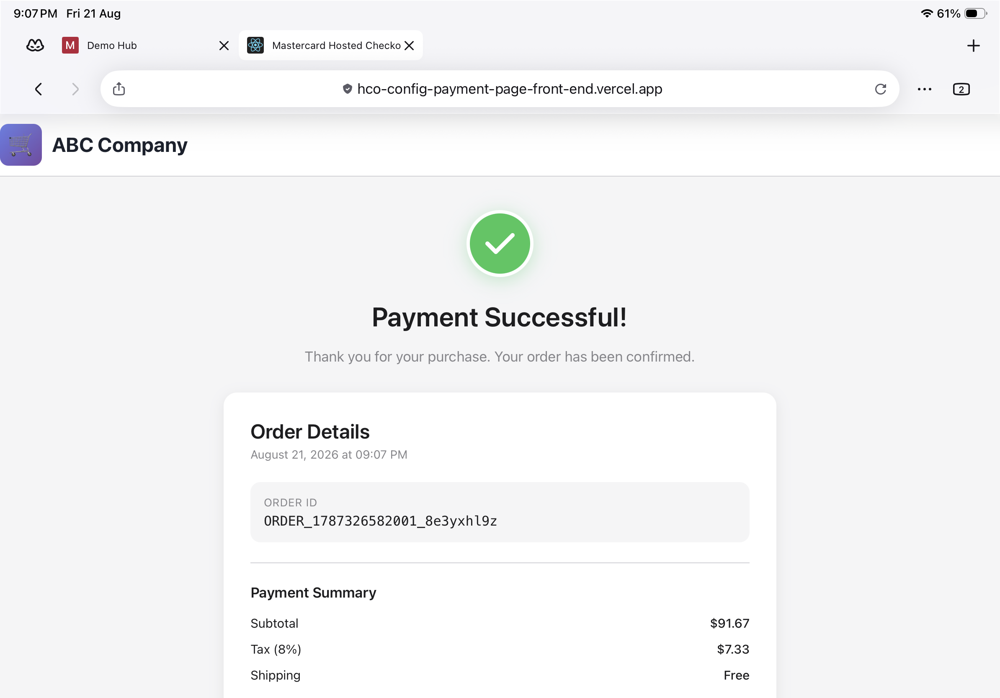 9:07 PM Fri 21 Aug 61%
M Demo Hub Mastercard Hosted Checko
hco-config-payment-page-front-end.vercel.app 2
ABC Company
Payment Successful!
Thank you for your purchase. Your order has been confirmed.
Order Details
August 21, 2026 at 09:07 PM
ORDER ID
ORDER_1787326582001_8e3yxhl9z
Payment Summary
Subtotal $91.67
Tax (8%) $7.33
Shipping Free